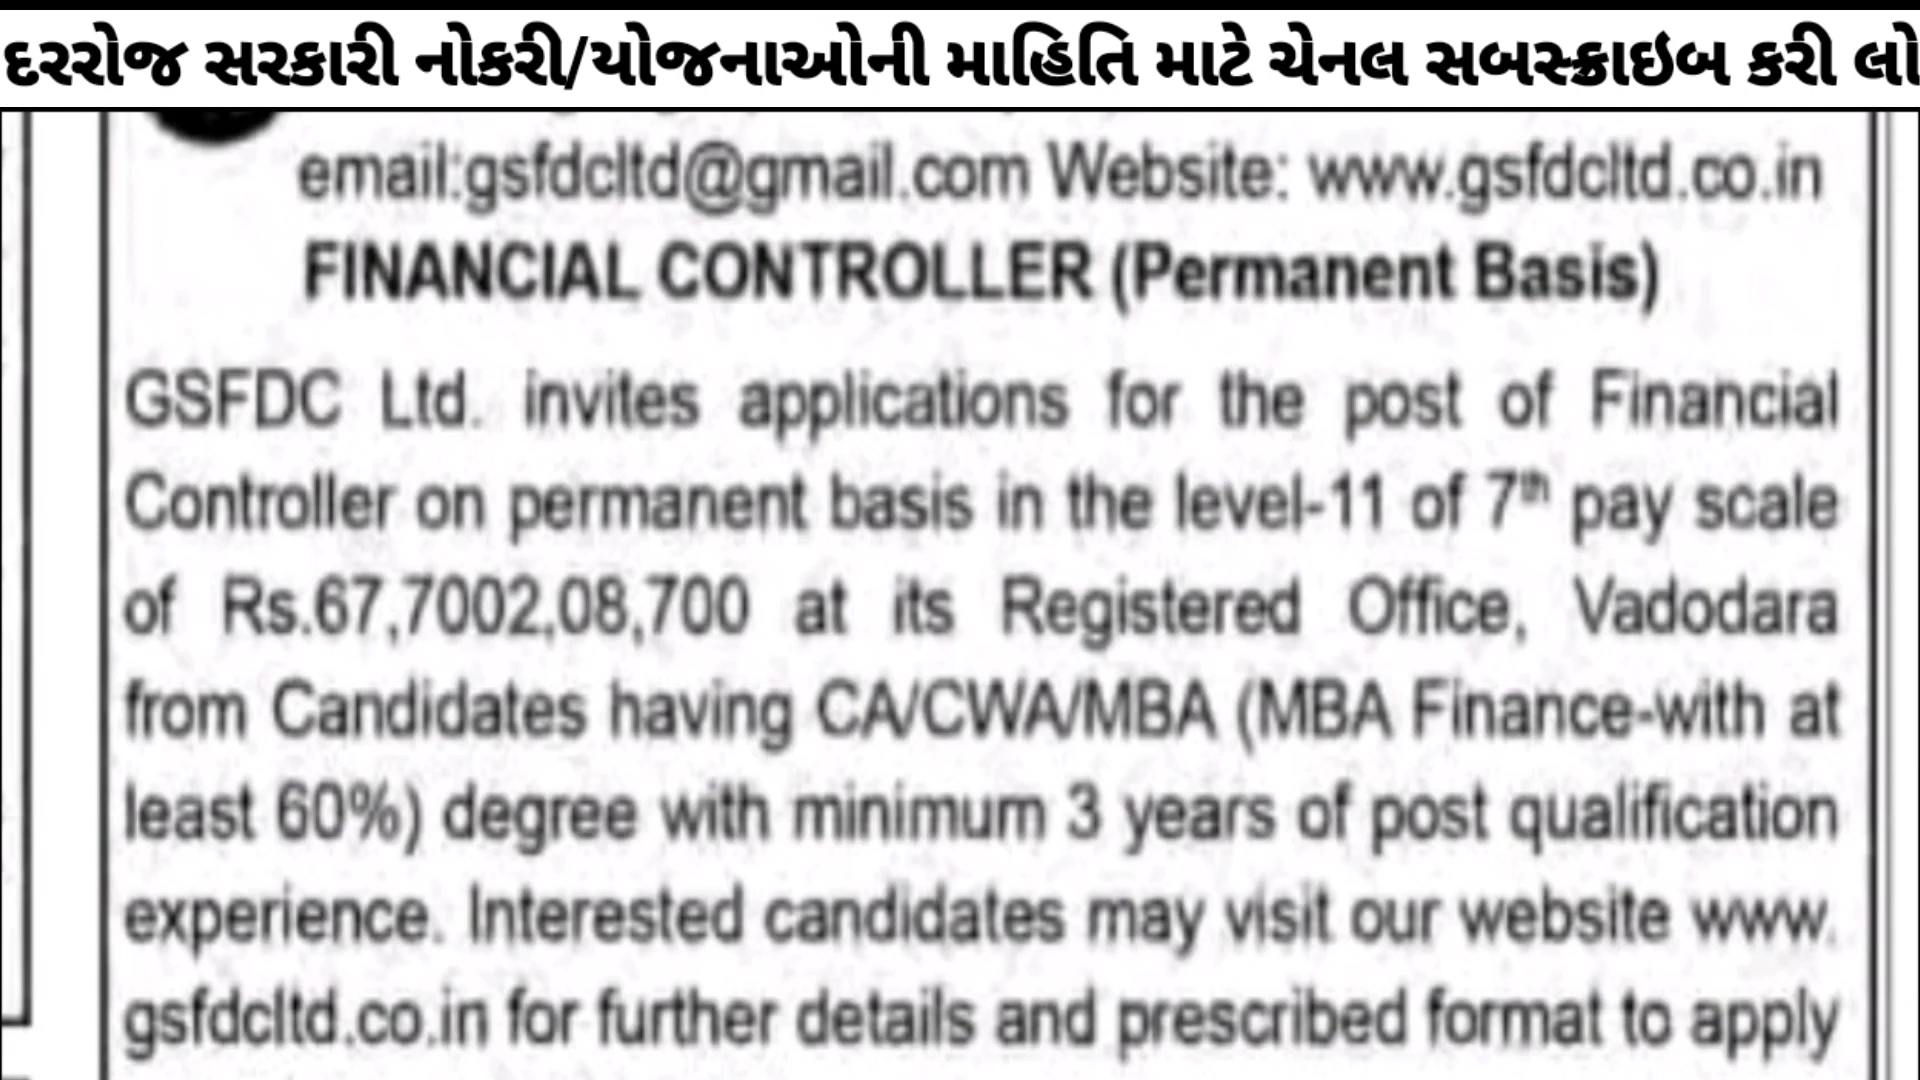 દરરોજ સરકારી નોકરી/યોજનાઓની માહિતિ માટે ચેનલ સબસ્ક્રાઇબ કરી લો
email:gsfdcltd@gmail.com Website: www.gsfdcltd.co.in
FINANCIAL CONTROLLER (Permanent Basis)
GSFDC Ltd. invites applications for the post of Financial
Controller on permanent basis in the level-11 of 7th pay scale
of Rs.67,7002,08,700 at its Registered Office, Vadodara
from Candidates having CA/CWA/MBA (MBA Finance-with at
least 60%) degree with minimum 3 years of post qualification
experience. Interested candidates may visit our website www.
gsfdcltd.co.in for further details and prescribed format to apply